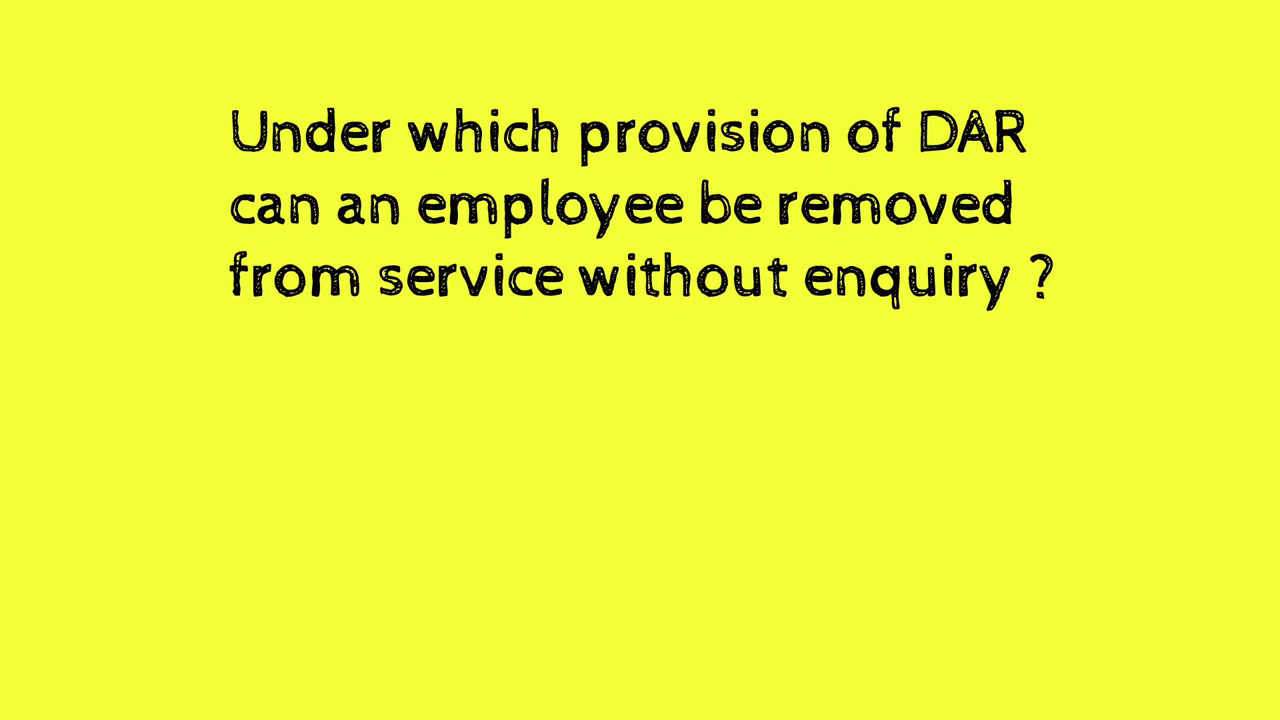 Under which provision of DAR
can an employee be removed
from service without enquiry ?